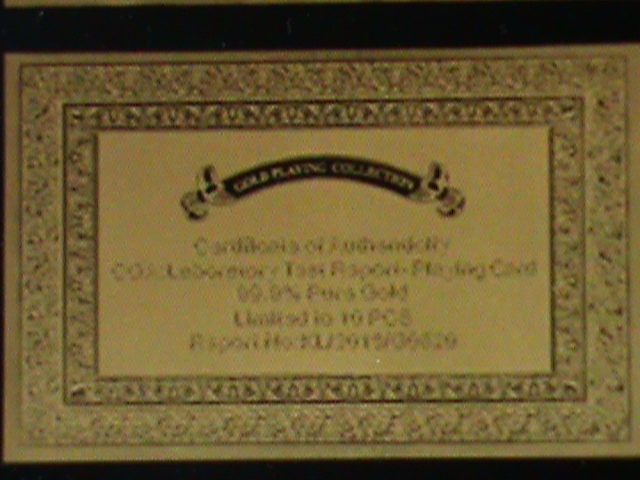 GOLD PLAYING COLLECTION
Certificate of Authenticity
COA:Laboratory Test Report-Playing Card
99.9% Pure Gold
Limited to 10 PCS
Report No: